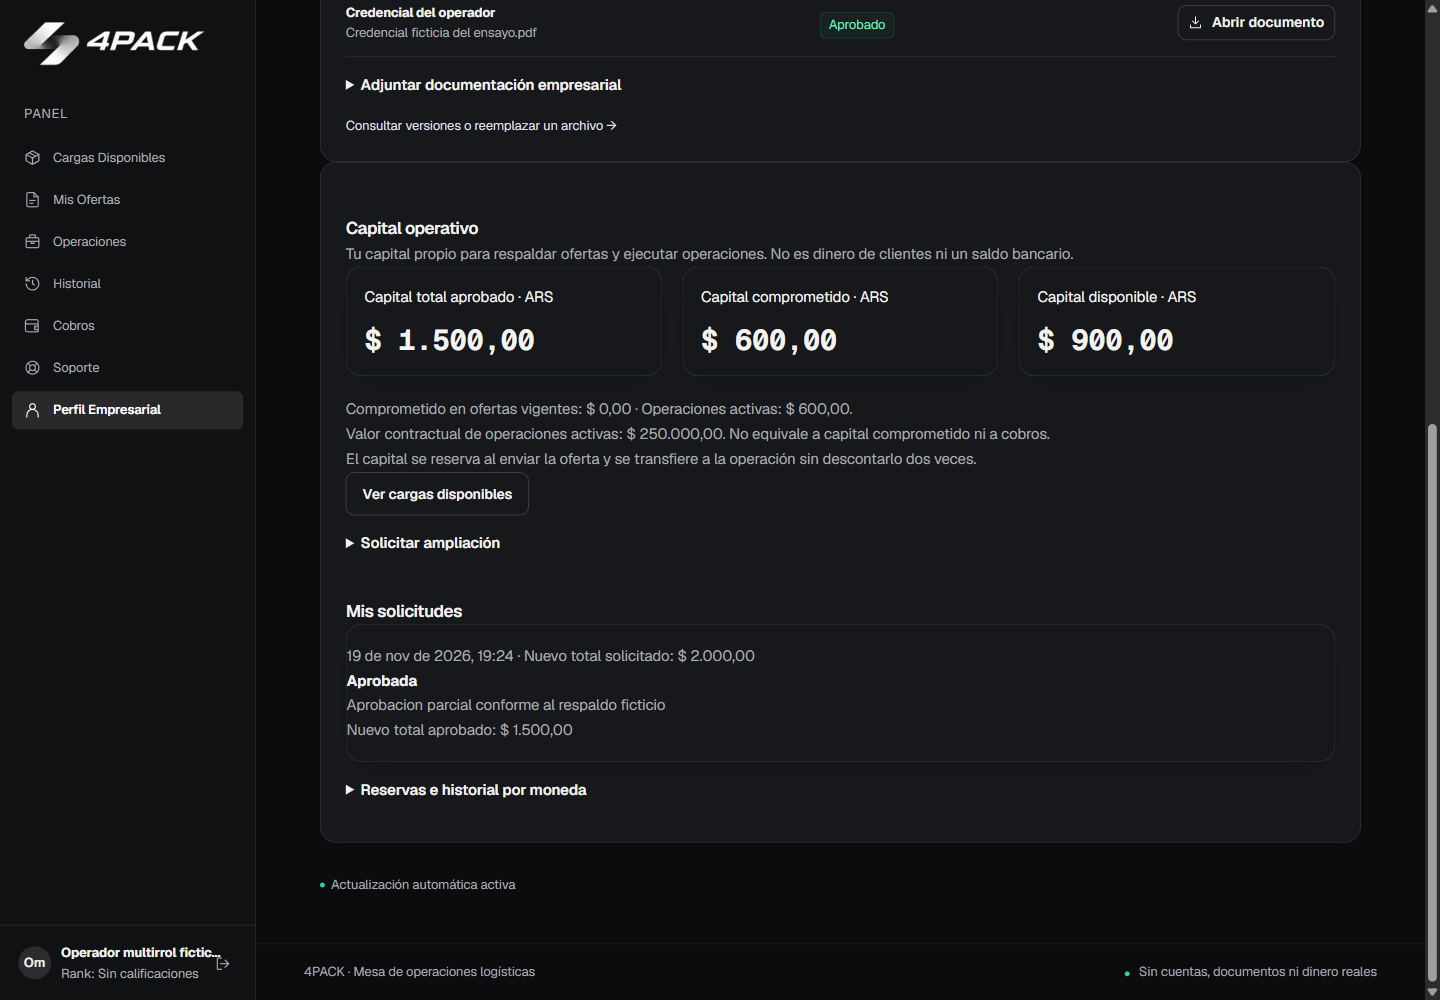 4PACK
PANEL
Cargas Disponibles
Mis Ofertas
Operaciones
Historial
Cobros
Soporte
Perfil Empresarial
Om
Operador multirrol fictic...
Rank: Sin calificaciones
Credencial del operador
Credencial ficticia del ensayo.pdf
Aprobado
Abrir documento
Adjuntar documentación empresarial
Consultar versiones o reemplazar un archivo →
Capital operativo
Tu capital propio para respaldar ofertas y ejecutar operaciones. No es dinero de clientes ni un saldo bancario.
Capital total aprobado · ARS
$ 1.500,00
Capital comprometido · ARS
$ 600,00
Capital disponible · ARS
$ 900,00
Comprometido en ofertas vigentes: $ 0,00 · Operaciones activas: $ 600,00.
Valor contractual de operaciones activas: $ 250.000,00. No equivale a capital comprometido ni a cobros.
El capital se reserva al enviar la oferta y se transfiere a la operación sin descontarlo dos veces.
Ver cargas disponibles
Solicitar ampliación
Mis solicitudes
19 de nov de 2026, 19:24 · Nuevo total solicitado: $ 2.000,00
Aprobada
Aprobacion parcial conforme al respaldo ficticio
Nuevo total aprobado: $ 1.500,00
Reservas e historial por moneda
Actualización automática activa
4PACK · Mesa de operaciones logísticas
Sin cuentas, documentos ni dinero reales